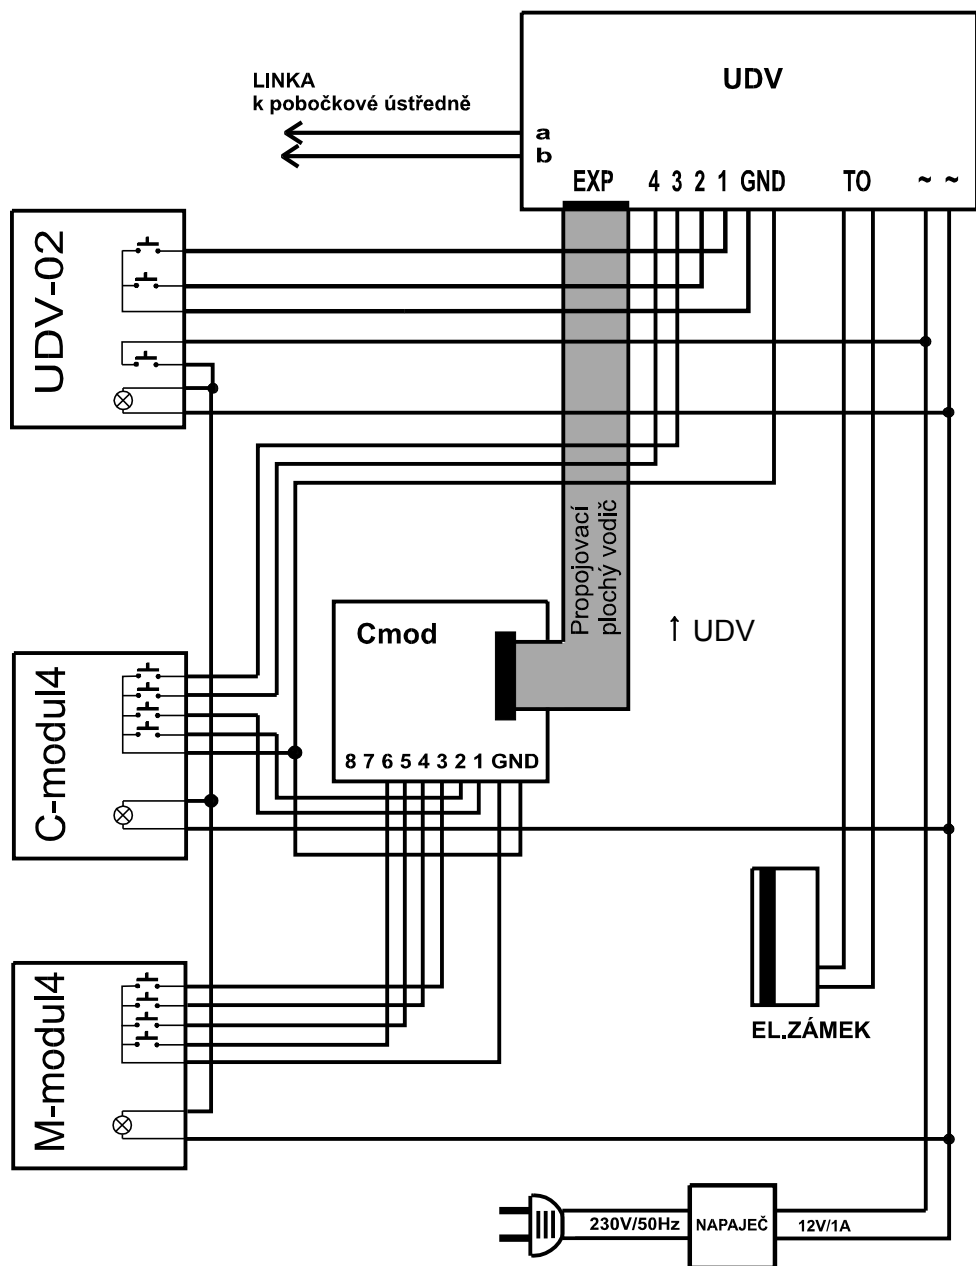 UDV
LINKA
k pobočkové ústředně
a
b
EXP 4 3 2 1 GND TO ~ ~
UDV-02
Propojovací
plochý vodič
Cmod
↑ UDV
C-modul4
8 7 6 5 4 3 2 1 GND
M-modul4
EL.ZÁMEK
230V/50Hz NAPAJEČ 12V/1A